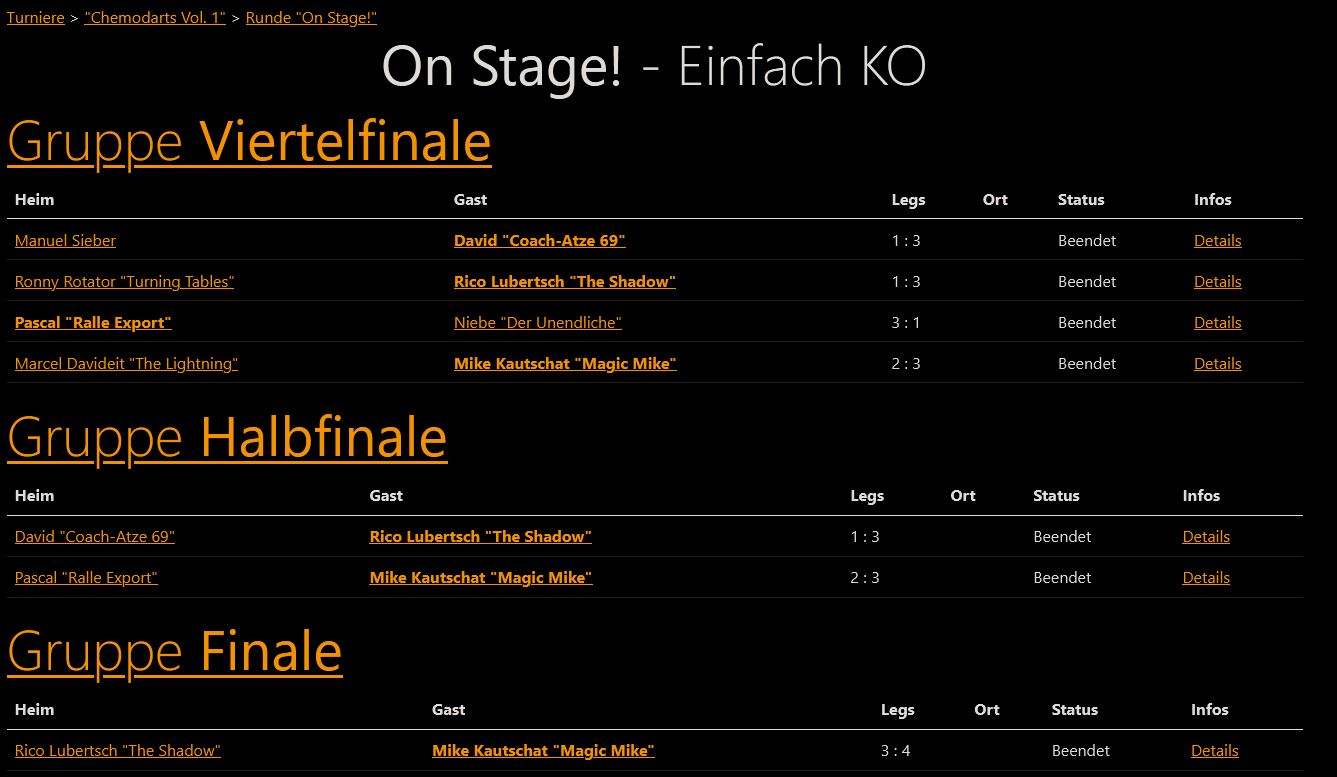 Turniere > "Chemodarts Vol. 1" > Runde "On Stage!"
On Stage! - Einfach KO
Gruppe Viertelfinale
Heim Gast Legs Ort Status Infos
Manuel Sieber David "Coach-Atze 69" 1 : 3 Beendet Details
Ronny Rotator "Turning Tables" Rico Lubertsch "The Shadow" 1 : 3 Beendet Details
Pascal "Ralle Export" Niebe "Der Unendliche" 3 : 1 Beendet Details
Marcel Davideit "The Lightning" Mike Kautschat "Magic Mike" 2 : 3 Beendet Details
Gruppe Halbfinale
Heim Gast Legs Ort Status Infos
David "Coach-Atze 69" Rico Lubertsch "The Shadow" 1 : 3 Beendet Details
Pascal "Ralle Export" Mike Kautschat "Magic Mike" 2 : 3 Beendet Details
Gruppe Finale
Heim Gast Legs Ort Status Infos
Rico Lubertsch "The Shadow" Mike Kautschat "Magic Mike" 3 : 4 Beendet Details